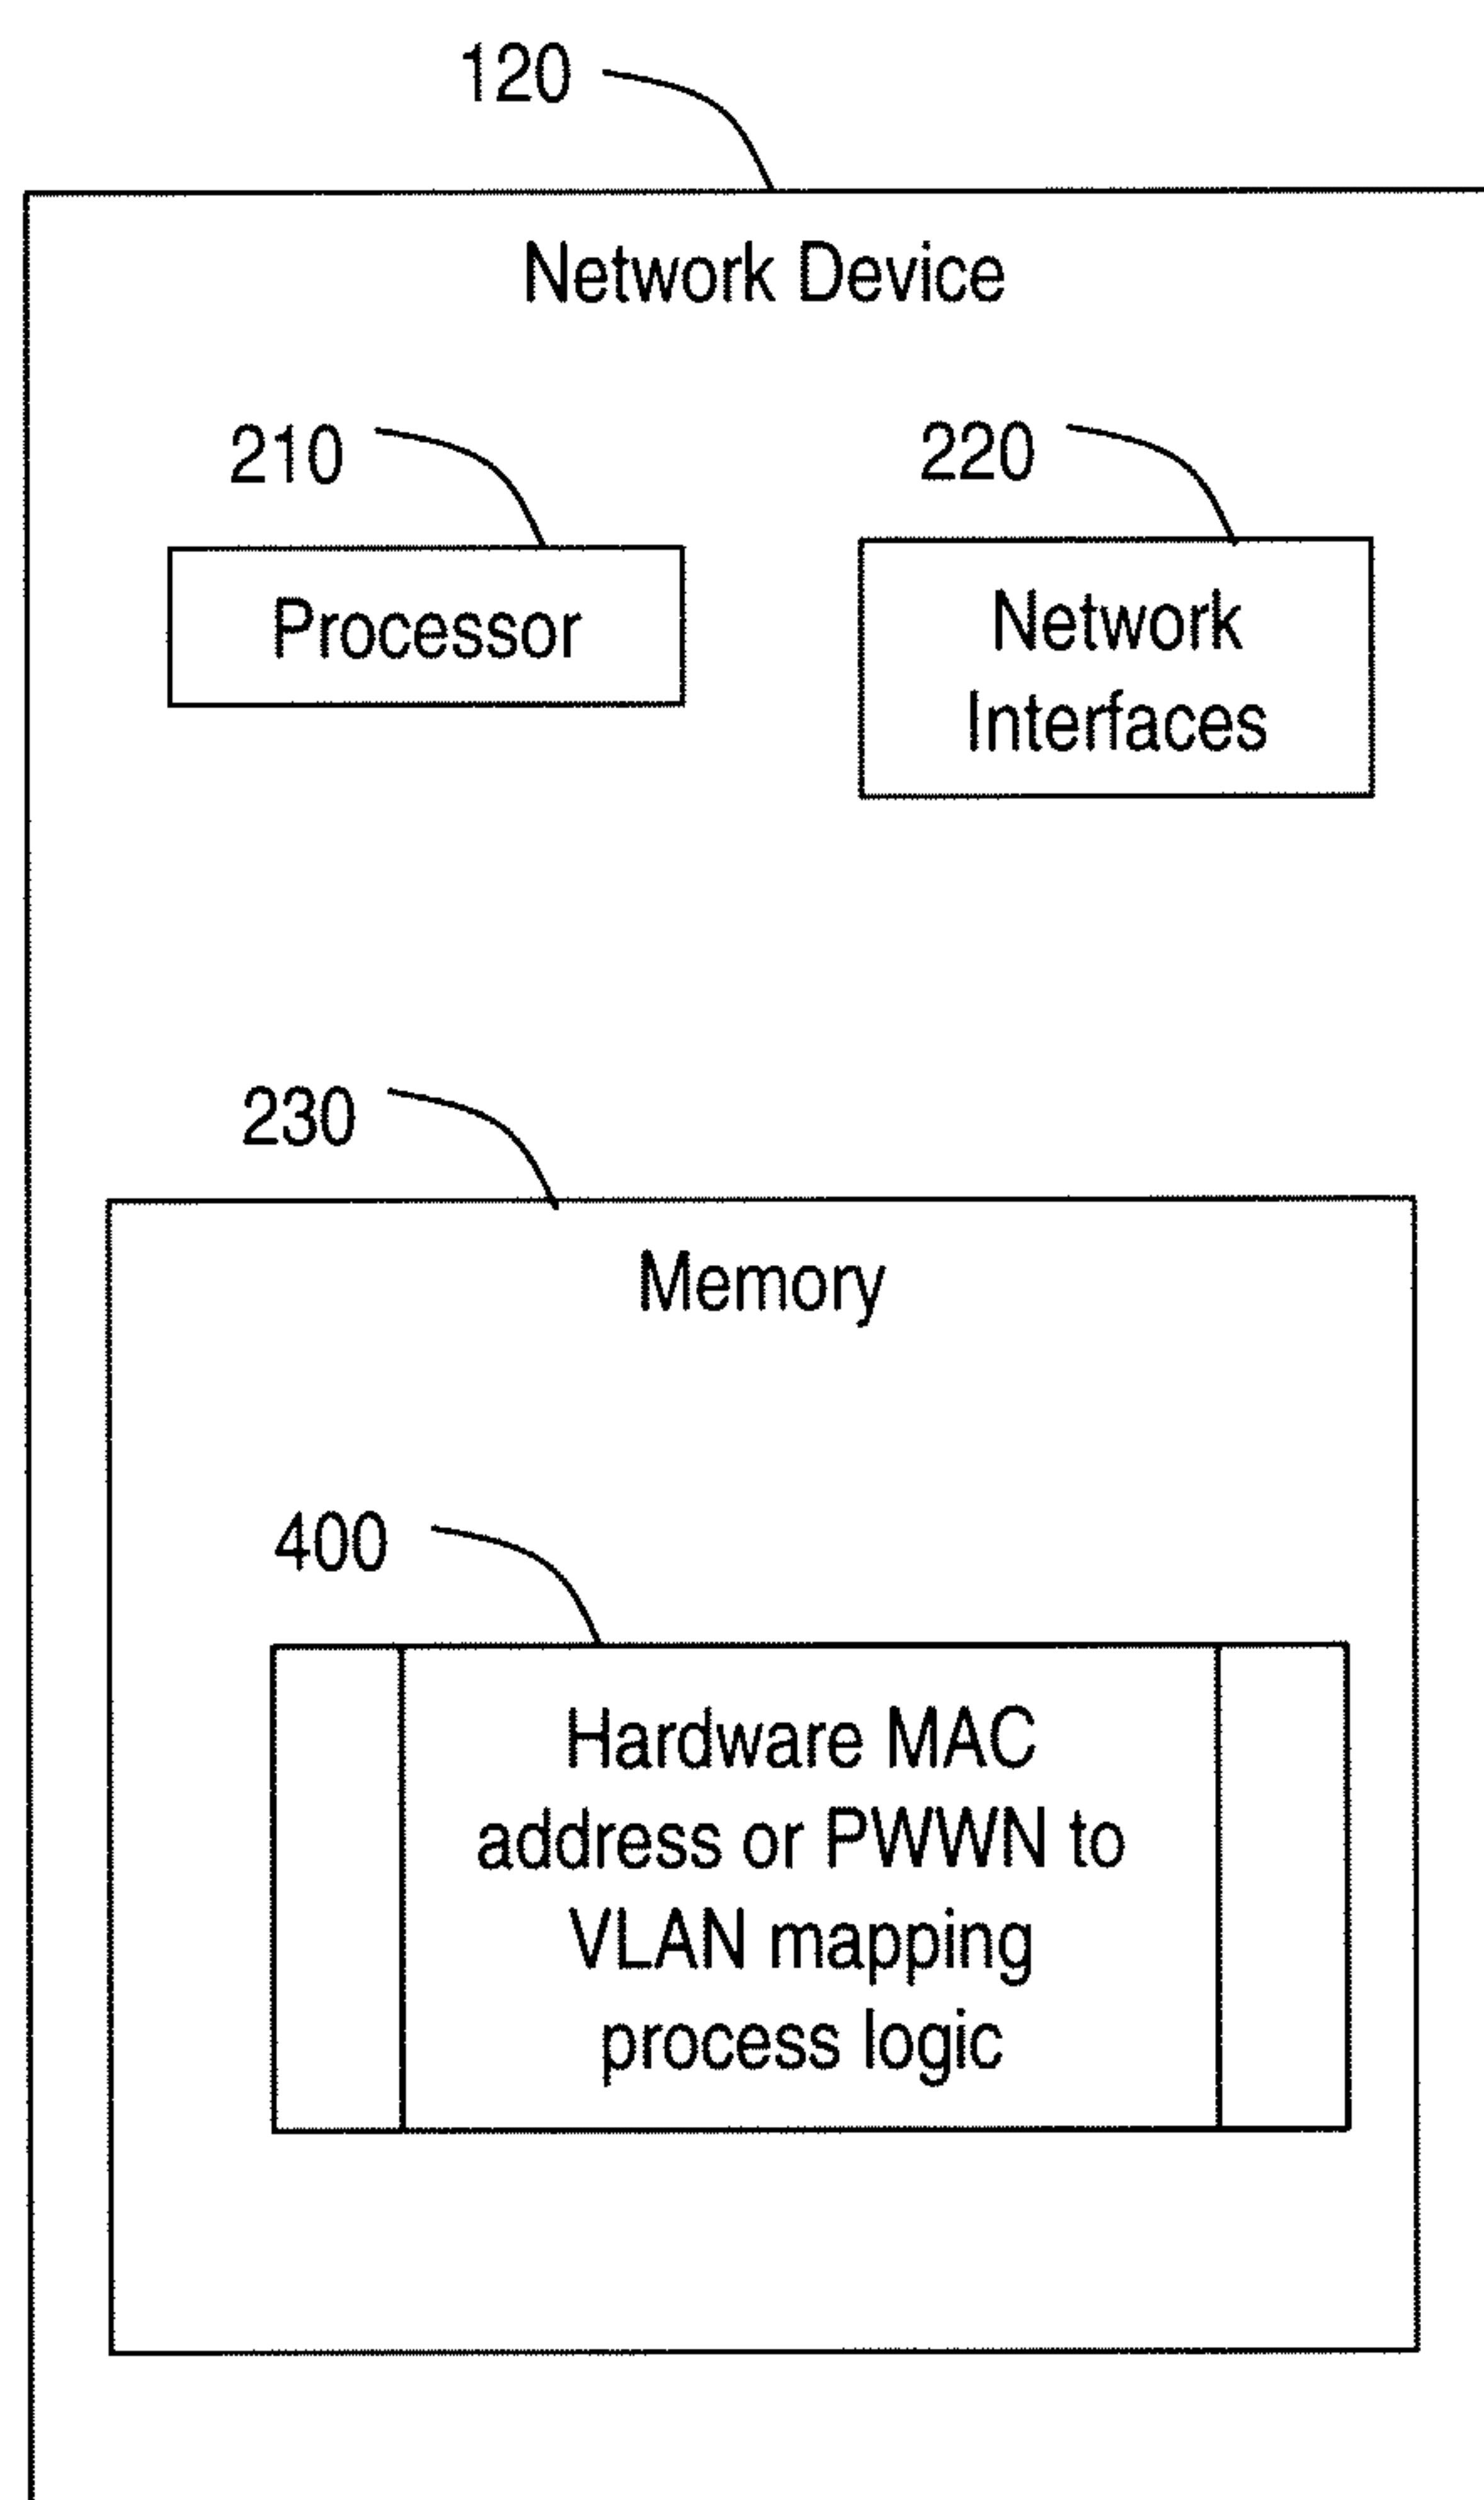 120
Network Device
210
220
Processor
Network
Interfaces
230
Memory
400
Hardware MAC
address or PWWN to
VLAN mapping
process logic